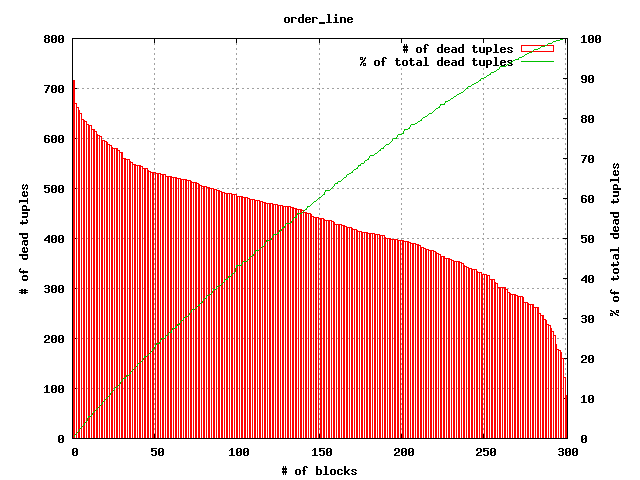 order_line
# of dead tuples
% of total dead tuples
800
700
600
500
400
300
200
100
0
100
90
80
70
60
50
40
30
20
10
0
# of dead tuples
% of total dead tuples
0 50 100 150 200 250 300
# of blocks